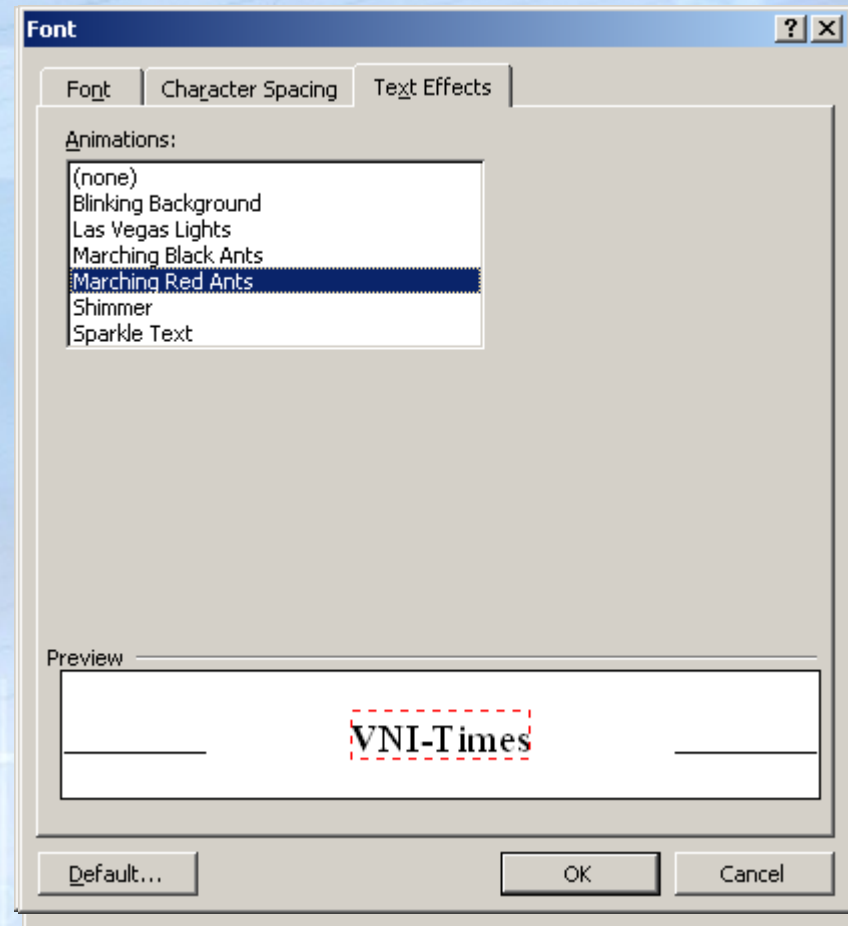 Font
Font Character Spacing Text Effects
Animations:
(none)
Blinking Background
Las Vegas Lights
Marching Black Ants
Marching Red Ants
Shimmer
Sparkle Text
Preview
VNI-Times
Default... OK Cancel